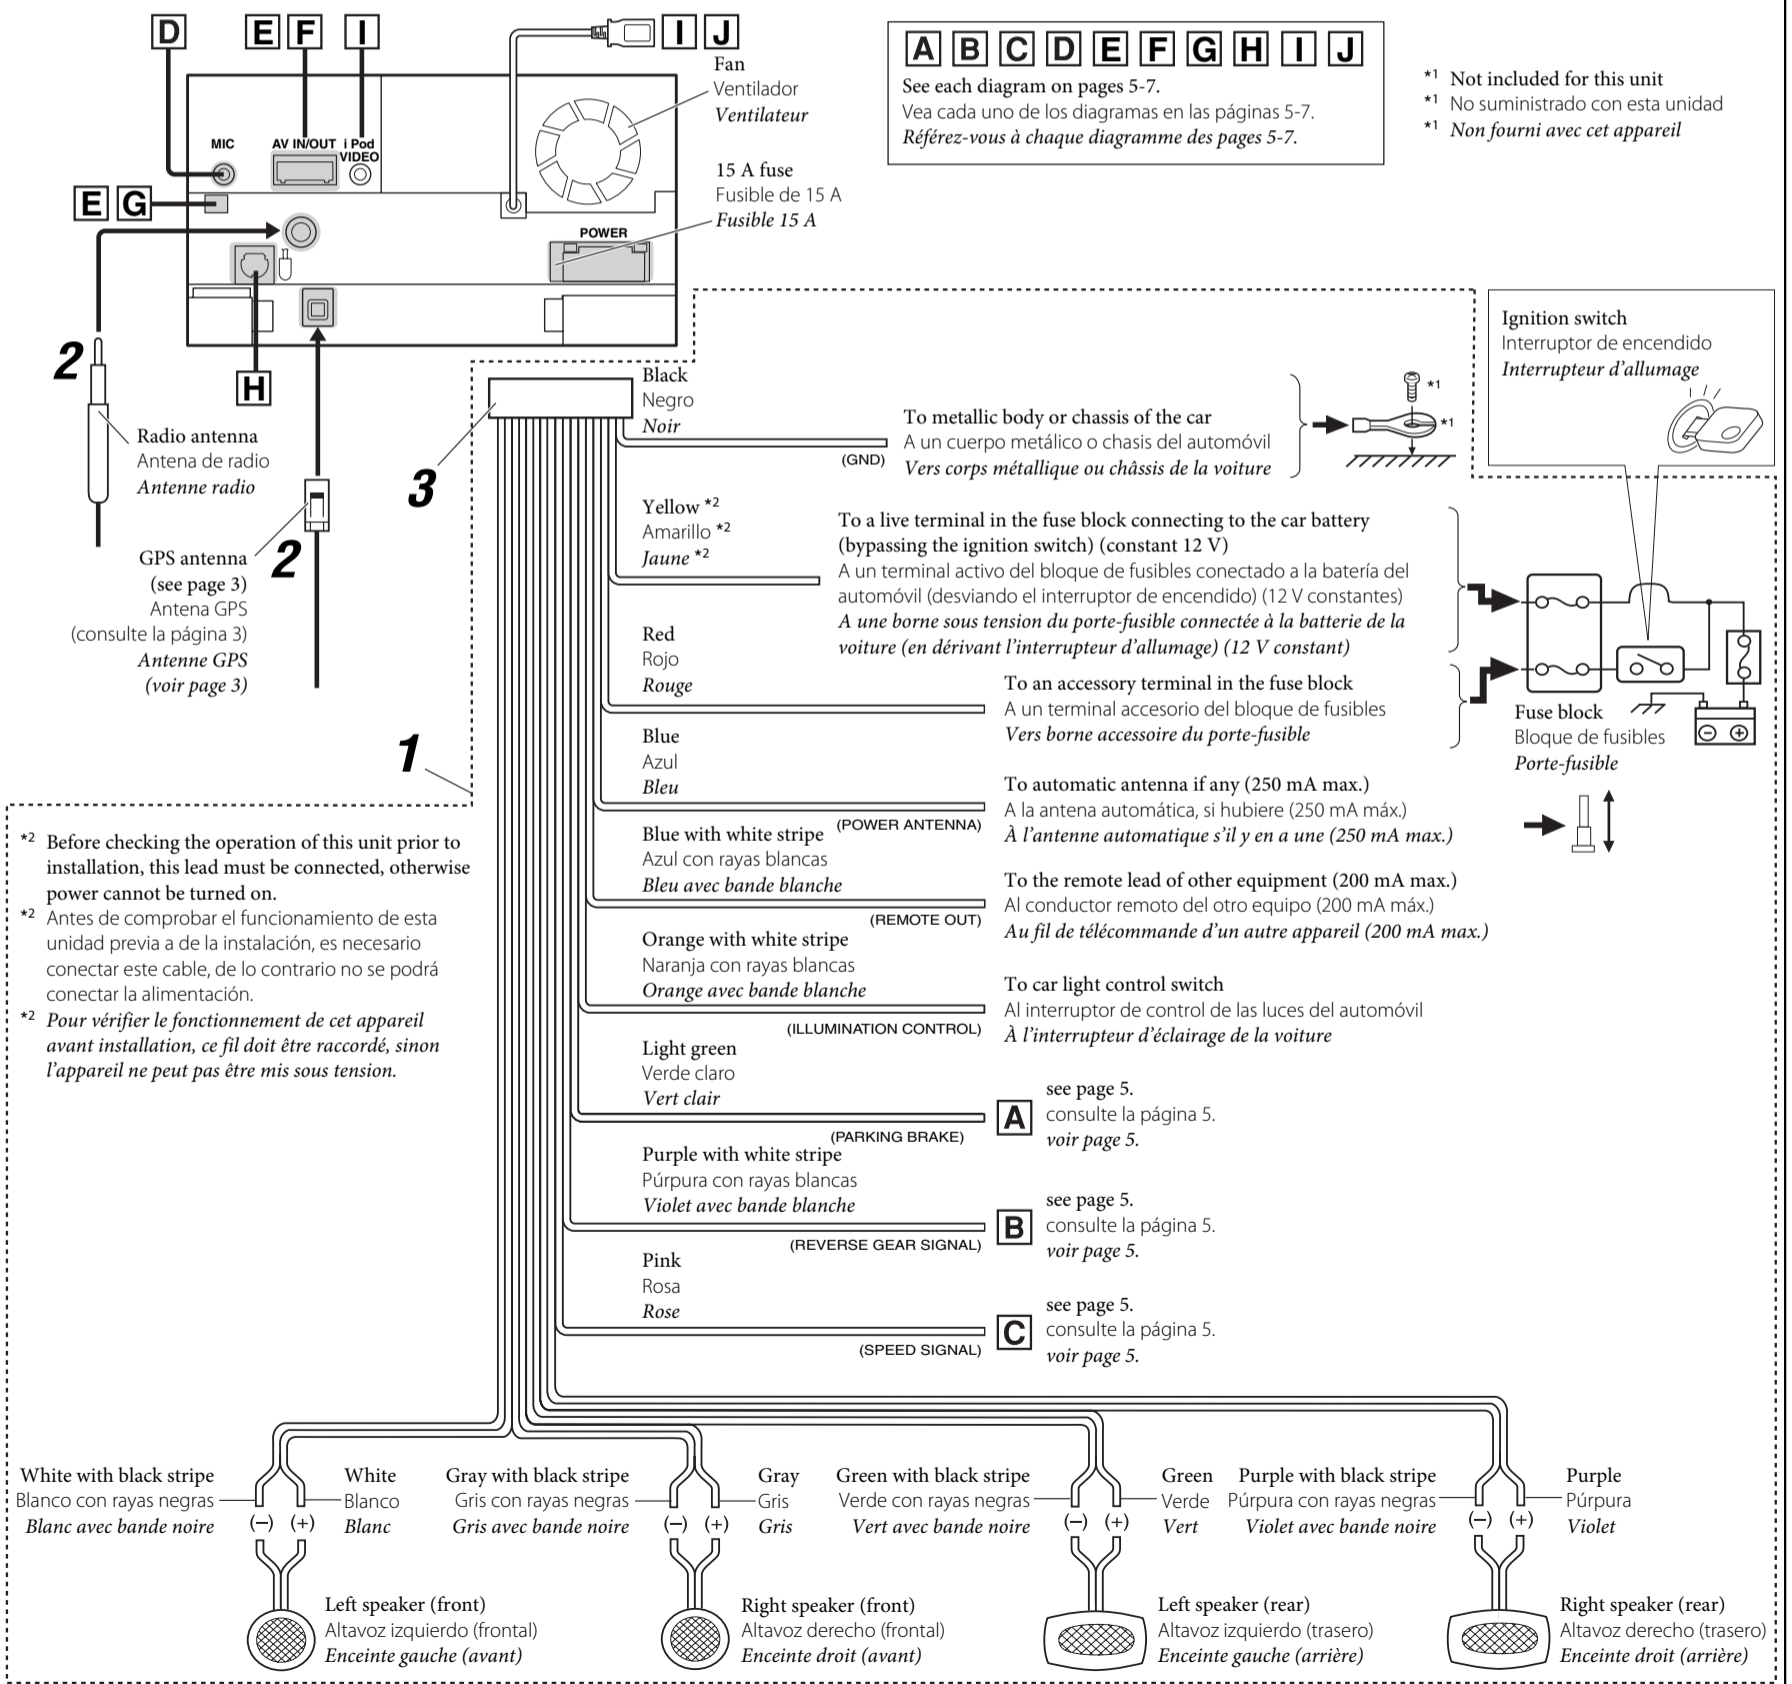 D
E F
I
I J
Fan
Ventilador
Ventilateur
A B C D E F G H I J
See each diagram on pages 5-7.
Vea cada uno de los diagramas en las páginas 5-7.
Référez-vous à chaque diagramme des pages 5-7.
*1 Not included for this unit
*1 No suministrado con esta unidad
*1 Non fourni avec cet appareil
MIC
AV IN/OUT
i Pod
VIDEO
15 A fuse
Fusible de 15 A
Fusible 15 A
E G
POWER
H
2
Radio antenna
Antena de radio
Antenne radio
2
GPS antenna
(see page 3)
Antena GPS
(consulte la página 3)
Antenne GPS
(voir page 3)
3
1
Ignition switch
Interruptor de encendido
Interrupteur d'allumage
Black
Negro
Noir
(GND)
To metallic body or chassis of the car
A un cuerpo metálico o chasis del automóvil
Vers corps métallique ou châssis de la voiture
*1
*1
Yellow *2
Amarillo *2
Jaune *2
To a live terminal in the fuse block connecting to the car battery
(bypassing the ignition switch) (constant 12 V)
A un terminal activo del bloque de fusibles conectado a la batería del
automóvil (desviando el interruptor de encendido) (12 V constantes)
A une borne sous tension du porte-fusible connectée à la batterie de la
voiture (en dérivant l'interrupteur d'allumage) (12 V constant)
Red
Rojo
Rouge
To an accessory terminal in the fuse block
A un terminal accesorio del bloque de fusibles
Vers borne accessoire du porte-fusible
Fuse block
Bloque de fusibles
Porte-fusible
Blue
Azul
Bleu
(POWER ANTENNA)
To automatic antenna if any (250 mA max.)
A la antena automática, si hubiere (250 mA máx.)
À l'antenne automatique s'il y en a une (250 mA max.)
Blue with white stripe
Azul con rayas blancas
Bleu avec bande blanche
(REMOTE OUT)
To the remote lead of other equipment (200 mA max.)
Al conductor remoto del otro equipo (200 mA máx.)
Au fil de télécommande d'un autre appareil (200 mA max.)
Orange with white stripe
Naranja con rayas blancas
Orange avec bande blanche
(ILLUMINATION CONTROL)
To car light control switch
Al interruptor de control de las luces del automóvil
À l'interrupteur d'éclairage de la voiture
Light green
Verde claro
Vert clair
(PARKING BRAKE)
A
see page 5.
consulte la página 5.
voir page 5.
Purple with white stripe
Púrpura con rayas blancas
Violet avec bande blanche
(REVERSE GEAR SIGNAL)
B
see page 5.
consulte la página 5.
voir page 5.
Pink
Rosa
Rose
(SPEED SIGNAL)
C
see page 5.
consulte la página 5.
voir page 5.
*2 Before checking the operation of this unit prior to
installation, this lead must be connected, otherwise
power cannot be turned on.
*2 Antes de comprobar el funcionamiento de esta
unidad previa a de la instalación, es necesario
conectar este cable, de lo contrario no se podrá
conectar la alimentación.
*2 Pour vérifier le fonctionnement de cet appareil
avant installation, ce fil doit être raccordé, sinon
l'appareil ne peut pas être mis sous tension.
White with black stripe
Blanco con rayas negras
Blanc avec bande noire
(−) (+)
White
Blanco
Blanc
Gray with black stripe
Gris con rayas negras
Gris avec bande noire
(−) (+)
Gray
Gris
Gris
Green with black stripe
Verde con rayas negras
Vert avec bande noire
(−) (+)
Green
Verde
Vert
Purple with black stripe
Púrpura con rayas negras
Violet avec bande noire
(−) (+)
Purple
Púrpura
Violet
Left speaker (front)
Altavoz izquierdo (frontal)
Enceinte gauche (avant)
Right speaker (front)
Altavoz derecho (frontal)
Enceinte droit (avant)
Left speaker (rear)
Altavoz izquierdo (trasero)
Enceinte gauche (arrière)
Right speaker (rear)
Altavoz derecho (trasero)
Enceinte droit (arrière)